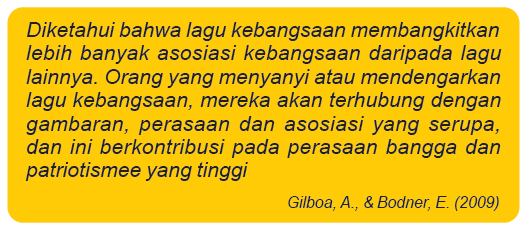 Diketahui bahwa lagu kebangsaan membangkitkan
lebih banyak asosiasi kebangsaan daripada lagu
lainnya. Orang yang menyanyi atau mendengarkan
lagu kebangsaan, mereka akan terhubung dengan
gambaran, perasaan dan asosiasi yang serupa,
dan ini berkontribusi pada perasaan bangga dan
patriotismee yang tinggi
Gilboa, A., & Bodner, E. (2009)